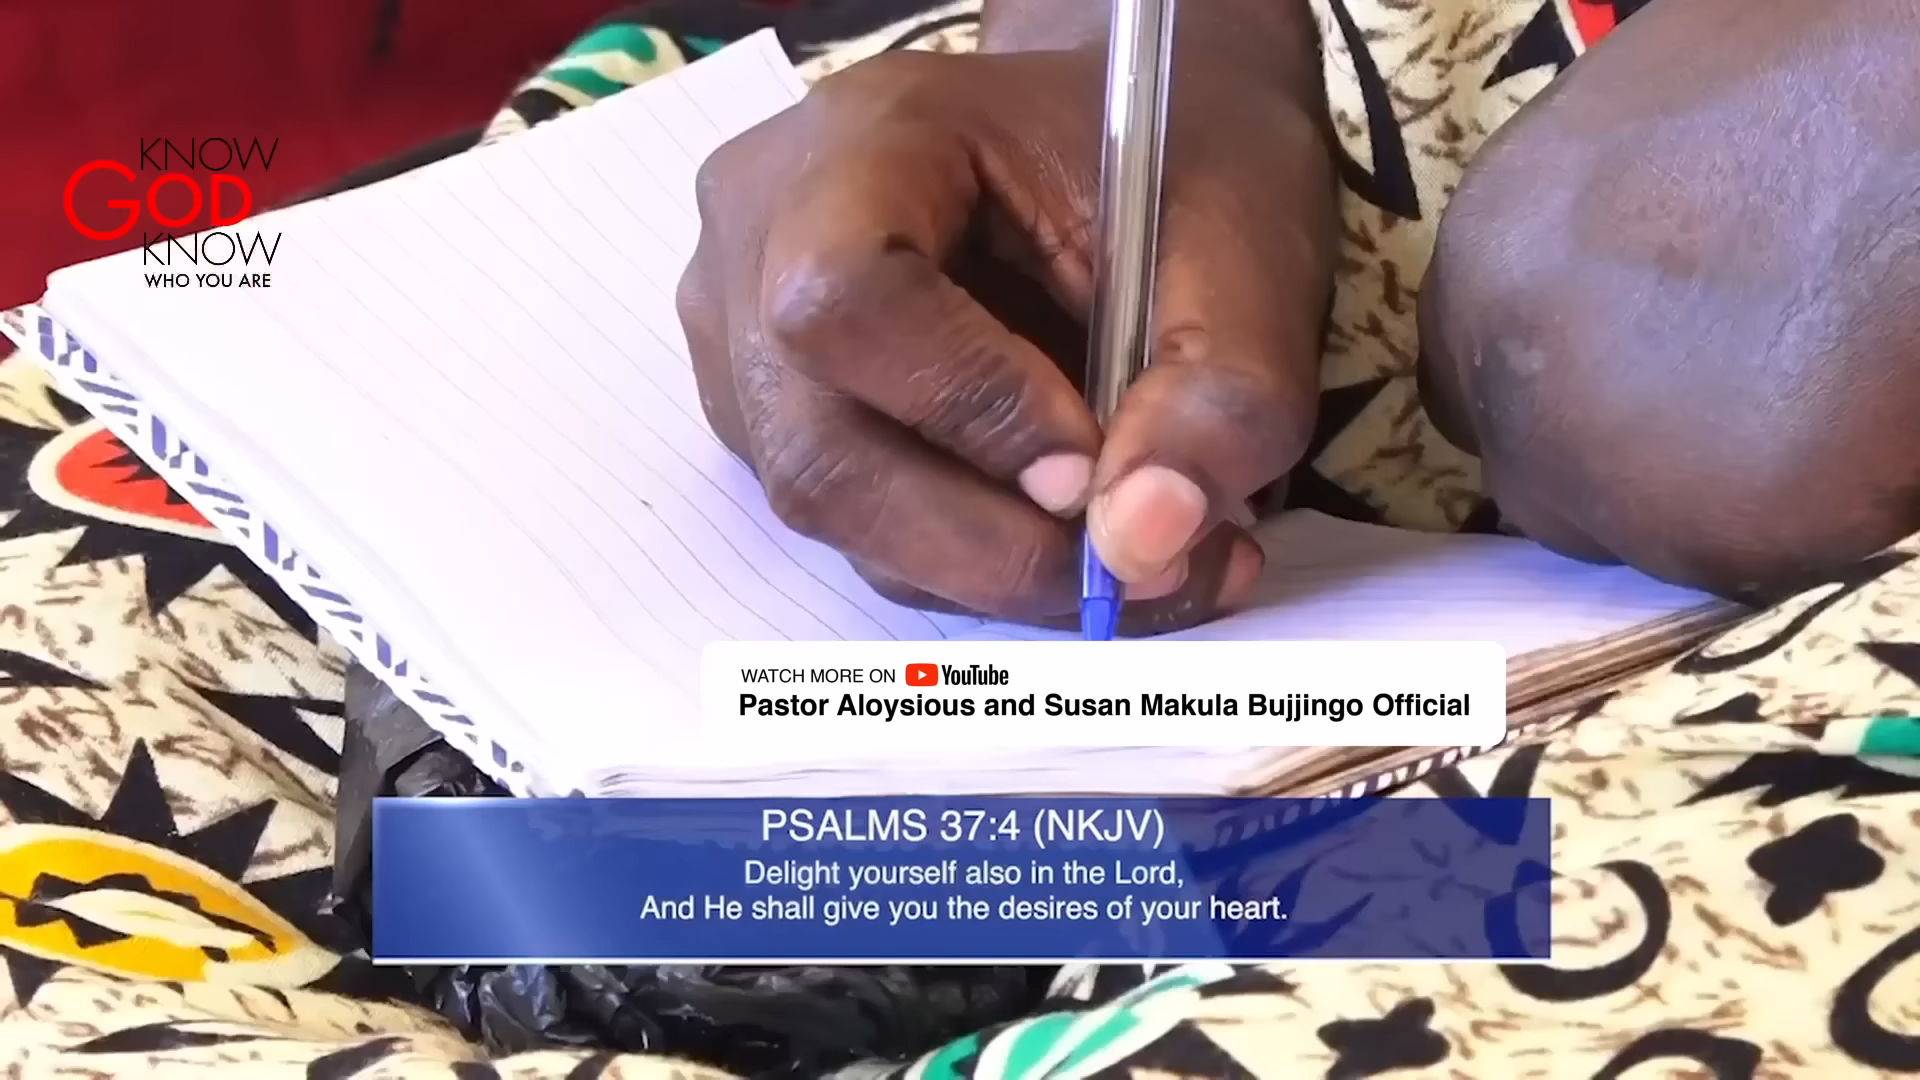 KNOW
GOD
KNOW
WHO YOU ARE
WATCH MORE ON YouTube
Pastor Aloysious and Susan Makula Bujjingo Official
PSALMS 37:4 (NKJV)
Delight yourself also in the Lord,
And He shall give you the desires of your heart.